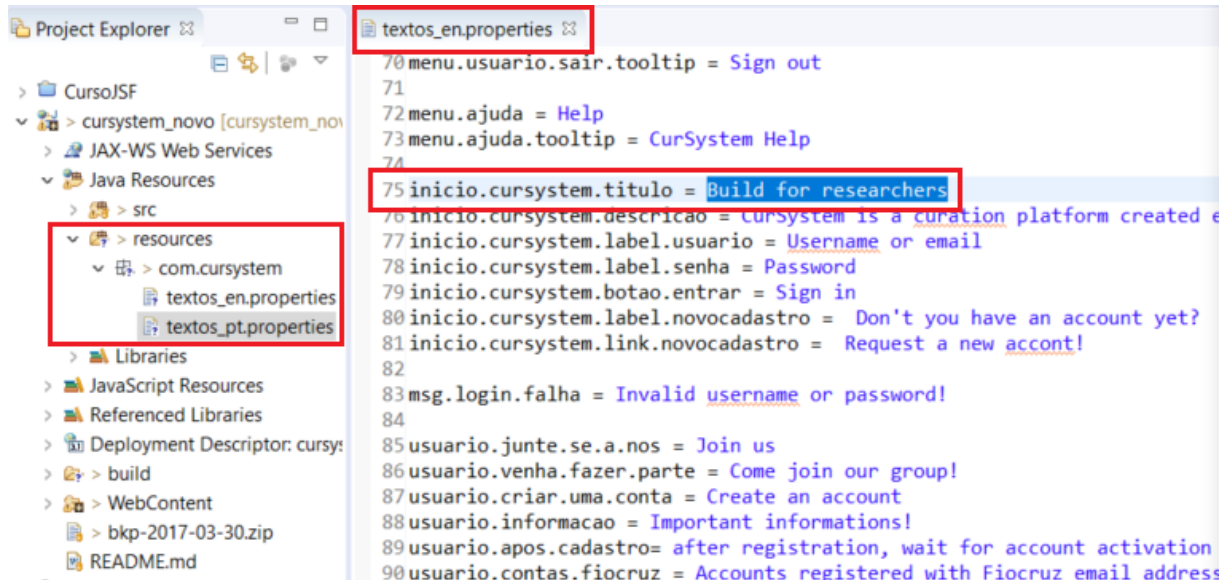 Project Explorer
CursoJSF
> cursystem_novo [cursystem_nov
JAX-WS Web Services
Java Resources
> src
> resources
> com.cursystem
textos_en.properties
textos_pt.properties
Libraries
JavaScript Resources
Referenced Libraries
Deployment Descriptor: cursys
> build
> WebContent
> bkp-2017-03-30.zip
README.md
textos_en.properties
70 menu.usuario.sair.tooltip = Sign out
71
72 menu.ajuda = Help
73 menu.ajuda.tooltip = CurSystem Help
74
75 inicio.cursystem.titulo = Build for researchers
76 inicio.cursystem.descricao = CurSystem is a curation platform created e
77 inicio.cursystem.label.usuario = Username or email
78 inicio.cursystem.label.senha = Password
79 inicio.cursystem.botao.entrar = Sign in
80 inicio.cursystem.label.novocadastro = Don't you have an account yet?
81 inicio.cursystem.link.novocadastro = Request a new accont!
82
83 msg.login.falha = Invalid username or password!
84
85 usuario.junte.se.a.nos = Join us
86 usuario.venha.fazer.parte = Come join our group!
87 usuario.criar.uma.conta = Create an account
88 usuario.informacao = Important informations!
89 usuario.apos.cadastro= after registration, wait for account activation
90 usuario.contas.fiocruz = Accounts registered with Fiocruz email address